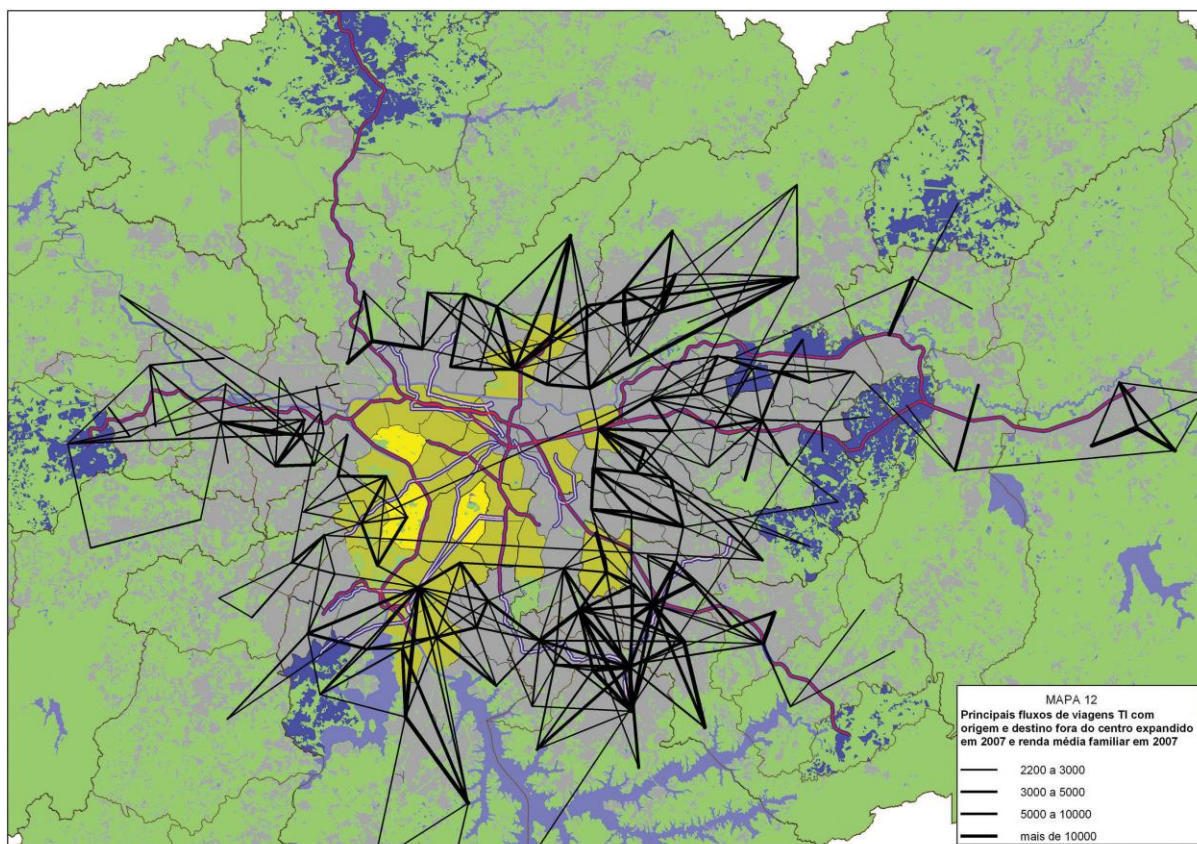 MAPA 12
Principais fluxos de viagens TI com
origem e destino fora do centro expandido
em 2007 e renda média familiar em 2007
2200 a 3000
3000 a 5000
5000 a 10000
mais de 10000